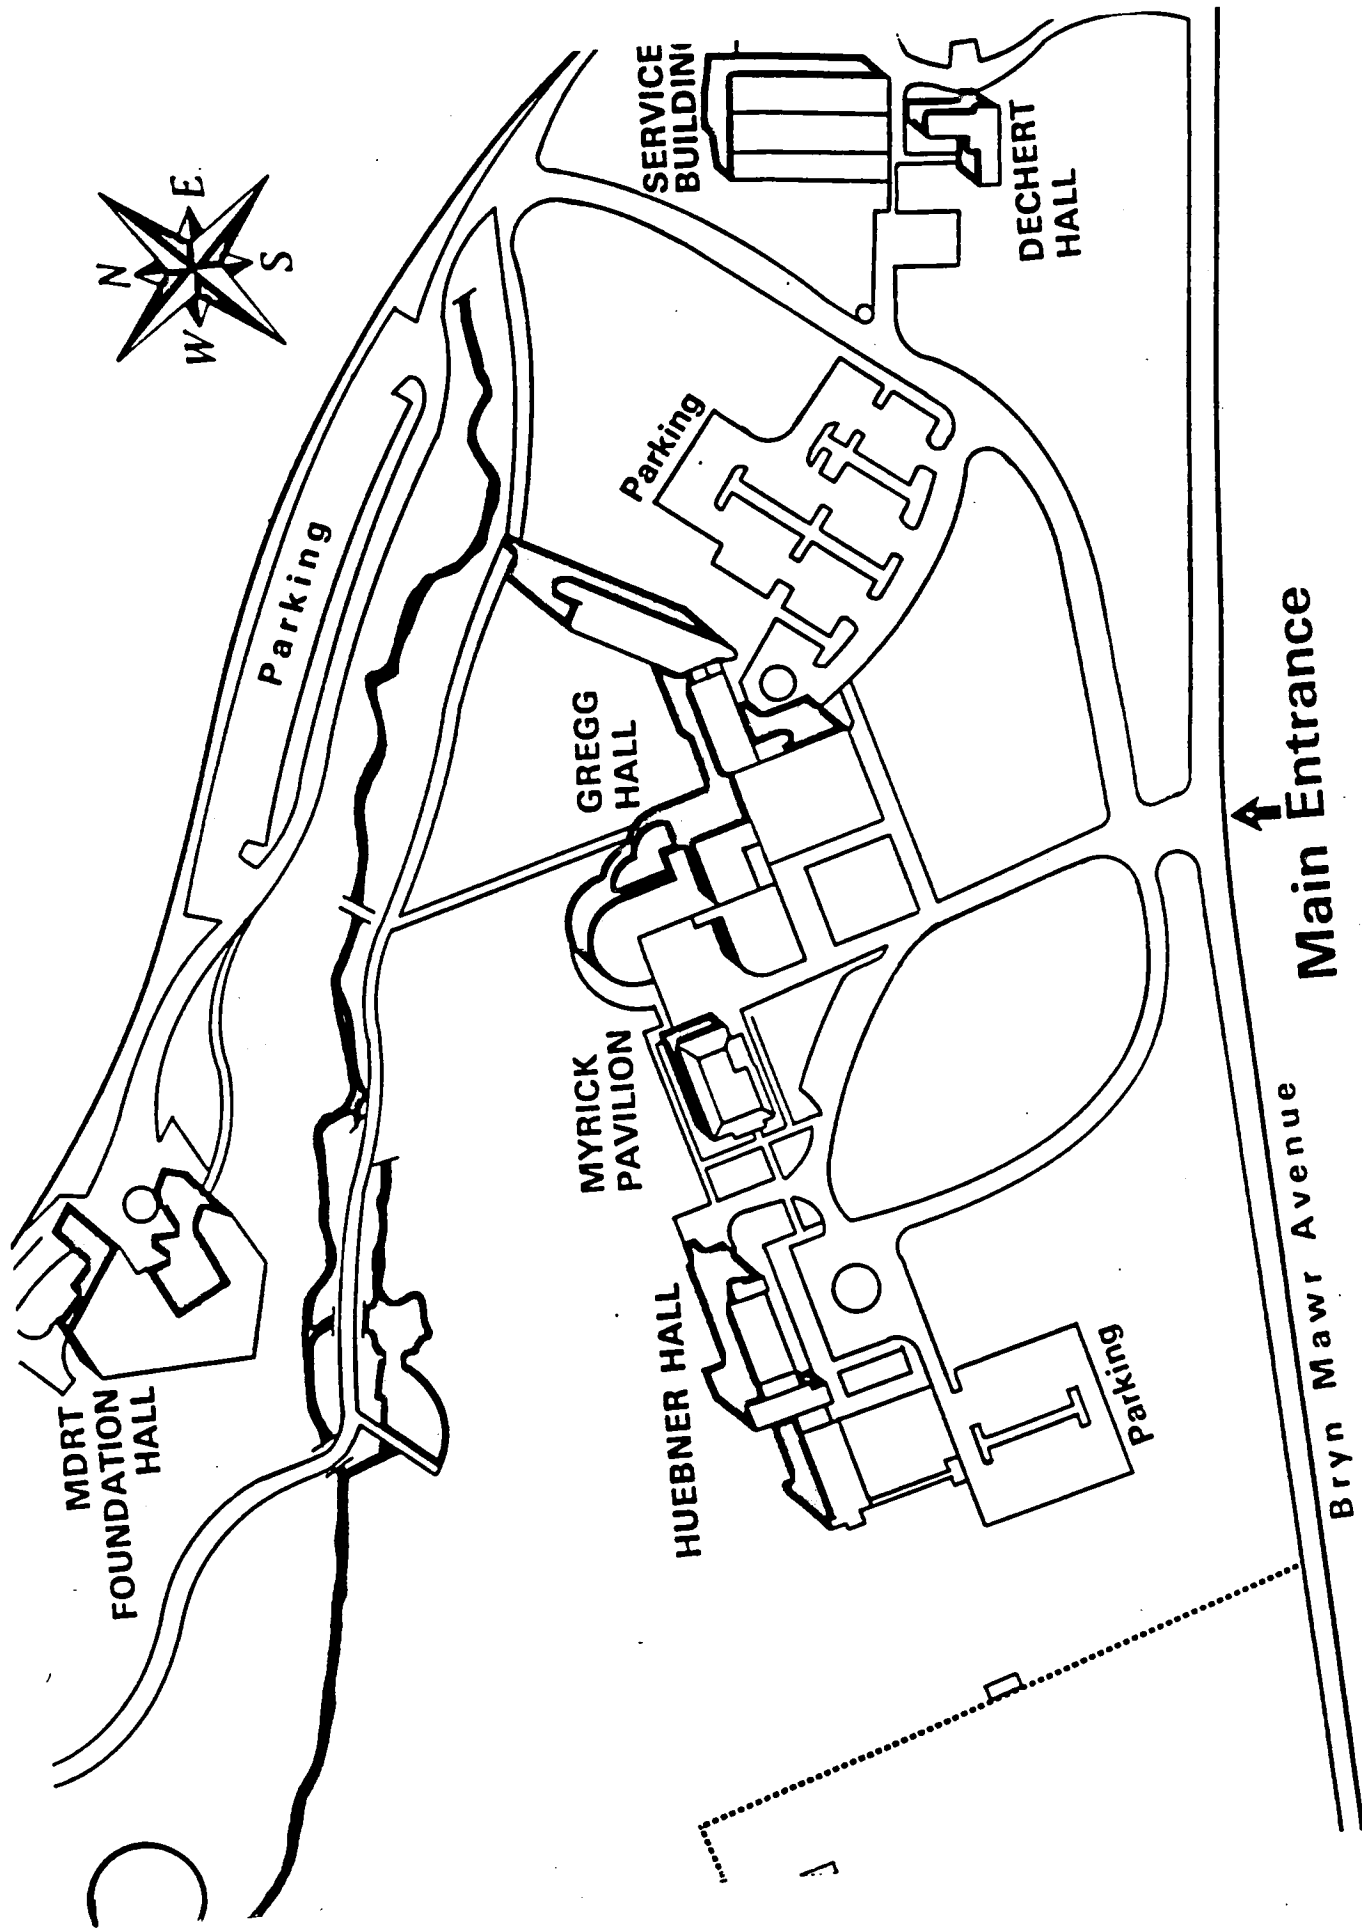 N
W
E
S
MDRT
FOUNDATION
HALL
Parking
SERVICE
BUILDING
DECHERT
HALL
Parking
GREGG
HALL
MYRICK
PAVILION
HUEBNER HALL
Parking
Main Entrance
Bryn Mawr Avenue